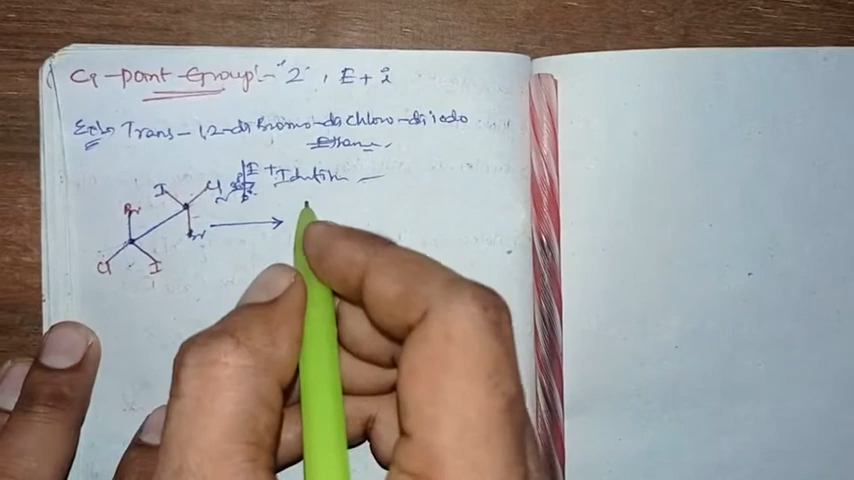 Ci - point - Group :- "2", E + i
Ex:- Trans - 1,2 - di Bromo - di chloro - di iodo
Ethane.
I + Identity
I Cl
Br
Br
Cl I